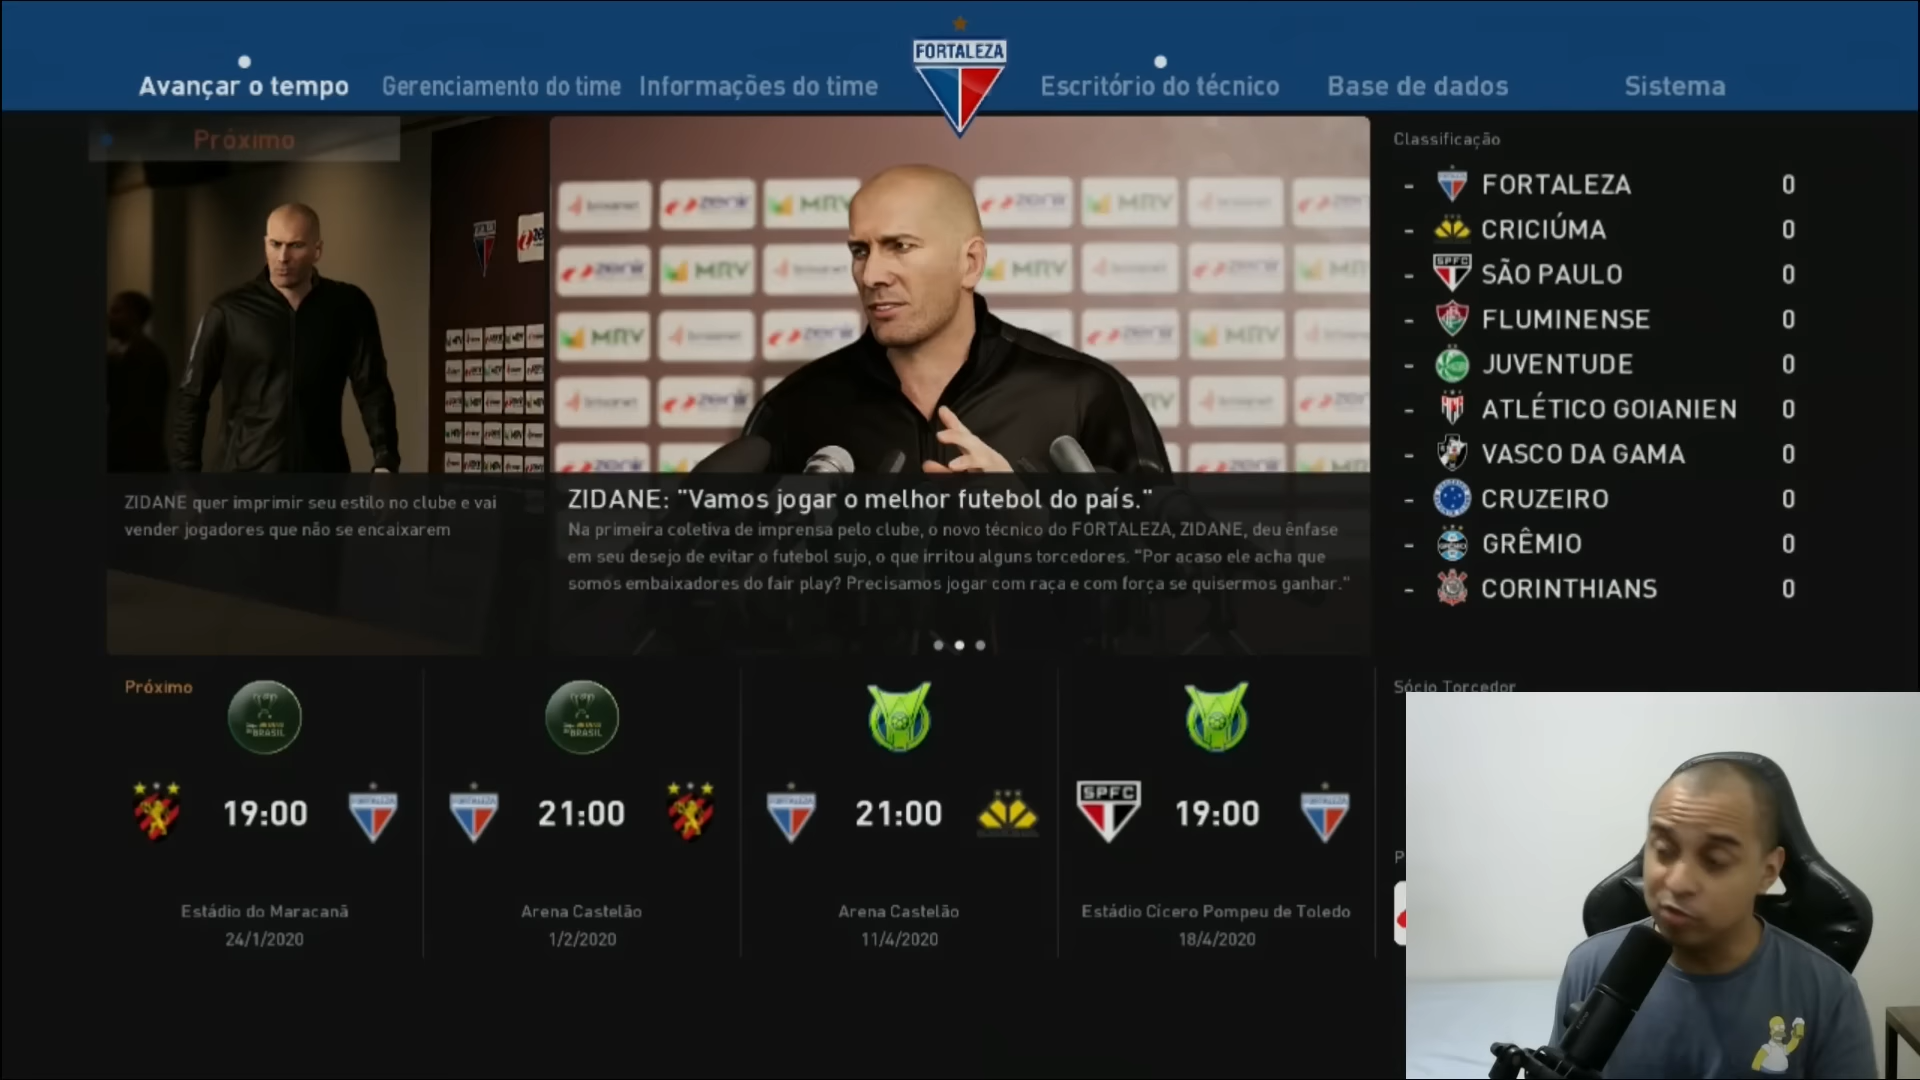 FORTALEZA
Avançar o tempo
Gerenciamento do time
Informações do time
Escritório do técnico
Base de dados
Sistema
Próximo
ZIDANE quer imprimir seu estilo no clube e vai
vender jogadores que não se encaixarem
MRV
MRV
MRV
MRV
MRV
MRV
ZIDANE: "Vamos jogar o melhor futebol do país."
Na primeira coletiva de imprensa pelo clube, o novo técnico do FORTALEZA, ZIDANE, deu ênfase
em seu desejo de evitar o futebol sujo, o que irritou alguns torcedores. "Por acaso ele acha que
somos embaixadores do fair play? Precisamos jogar com raça e com força se quisermos ganhar."
Classificação
- FORTALEZA 0
- CRICIÚMA 0
- SÃO PAULO 0
- FLUMINENSE 0
- JUVENTUDE 0
- ATLÉTICO GOIANIEN 0
- VASCO DA GAMA 0
- CRUZEIRO 0
- GRÊMIO 0
- CORINTHIANS 0
Próximo
19:00
Estádio do Maracanã
24/1/2020
21:00
Arena Castelão
1/2/2020
21:00
Arena Castelão
11/4/2020
SPFC
19:00
Estádio Cícero Pompeu de Toledo
18/4/2020
Sócio Torcedor